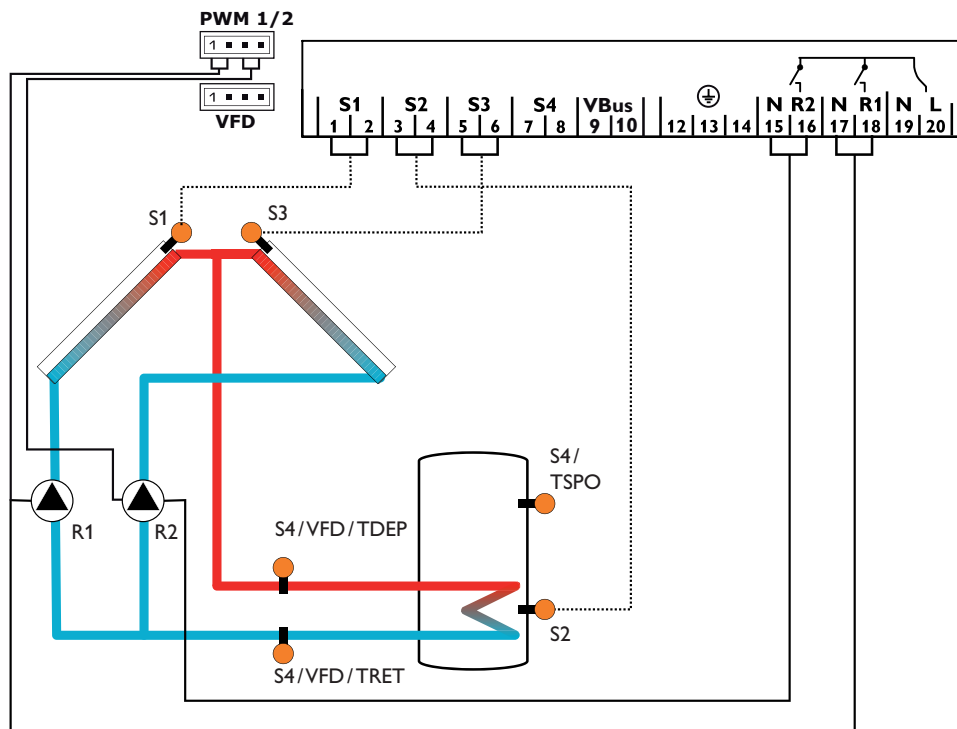 PWM 1/2
1
1
VFD
S1 S2 S3 S4 VBus N R2 N R1 N L
1 2 3 4 5 6 7 8 9 10 12 13 14 15 16 17 18 19 20
S1
S3
R1
R2
S4/VFD/TDEP
S4/
TSPO
S2
S4/VFD/TRET